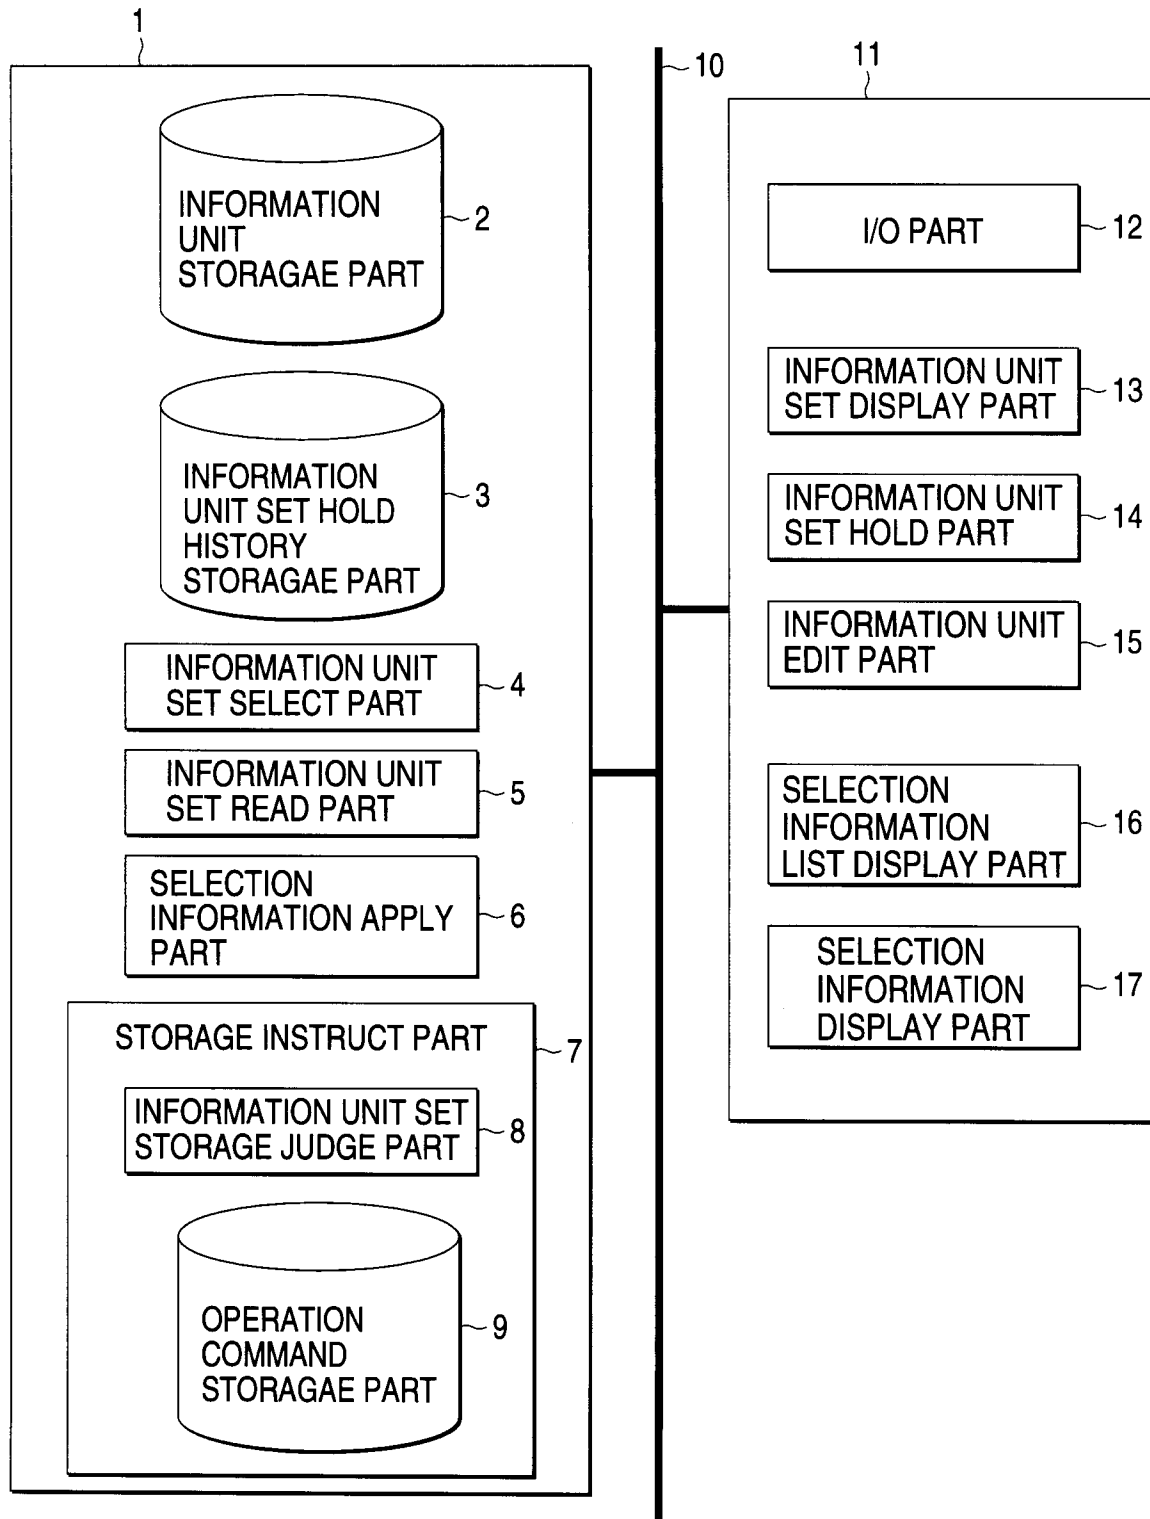 1
INFORMATION
UNIT
STORAGAE PART
2
INFORMATION
UNIT SET HOLD
HISTORY
STORAGAE PART
3
INFORMATION UNIT
SET SELECT PART
4
INFORMATION UNIT
SET READ PART
5
SELECTION
INFORMATION APPLY
PART
6
STORAGE INSTRUCT PART
7
INFORMATION UNIT SET
STORAGE JUDGE PART
8
OPERATION
COMMAND
STORAGAE PART
9
10
11
I/O PART
12
INFORMATION UNIT
SET DISPLAY PART
13
INFORMATION UNIT
SET HOLD PART
14
INFORMATION UNIT
EDIT PART
15
SELECTION
INFORMATION
LIST DISPLAY PART
16
SELECTION
INFORMATION
DISPLAY PART
17